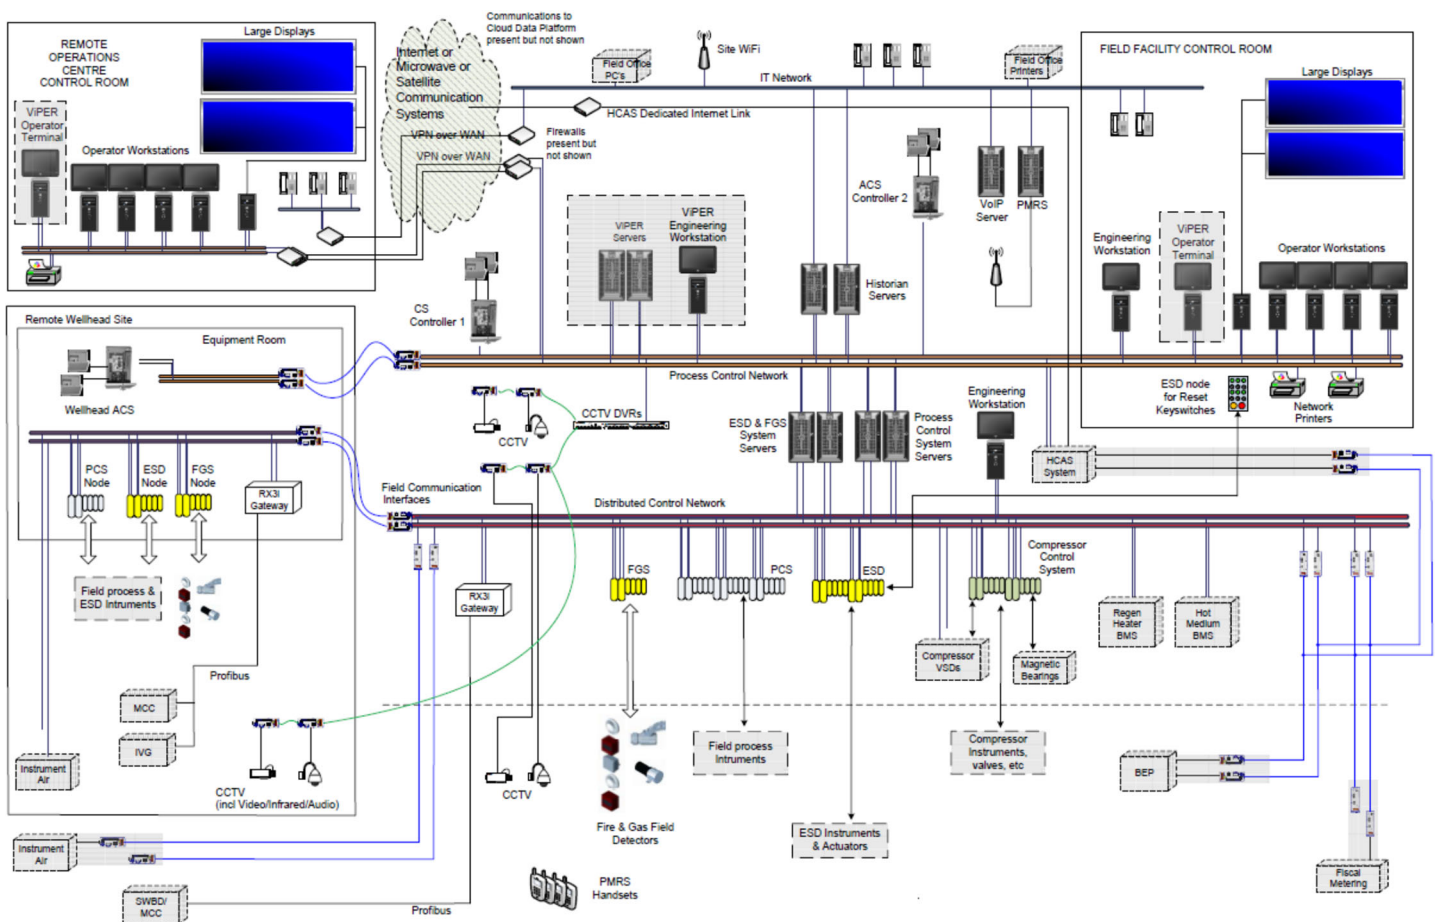 REMOTE
OPERATIONS
CENTRE
CONTROL ROOM
Large Displays
ViPER
Operator
Terminal
Operator Workstations
Communications to
Cloud Data Platform
present but not shown
Internet or
Microwave or
Satellite
Communication
Systems
VPN over WAN
VPN over WAN
Firewalls
present but
not shown
Field Office
PC's
Site WiFi
IT Network
HCAS Dedicated Internet Link
Field Office
Printers
ACS
Controller 2
VoIP
Server
PMRS
ViPER
Servers
ViPER
Engineering
Workstation
Historian
Servers
FIELD FACILITY CONTROL ROOM
Large Displays
Engineering
Workstation
ViPER
Operator
Terminal
Operator Workstations
CS
Controller 1
Process Control Network
ESD node
for Reset
Keyswitches
Network
Printers
Remote Wellhead Site
Equipment Room
Wellhead ACS
PCS
Node
ESD
Node
FGS
Node
RX3i
Gateway
Field process &
ESD Intruments
Profibus
MCC
IVG
Instrument
Air
CCTV
(incl Video/Infrared/Audio)
CCTV
CCTV DVRs
Field Communication
Interfaces
ESD & FGS
System
Servers
Process
Control
System
Servers
Engineering
Workstation
HCAS
System
Distributed Control Network
RX3i
Gateway
FGS
PCS
ESD
Compressor
Control
System
Compressor
VSDs
Magnetic
Bearings
Regen
Heater
BMS
Hot
Medium
BMS
Field process
Intruments
Compressor
Instruments,
valves, etc
BEP
CCTV
Fire & Gas Field
Detectors
ESD Instruments
& Actuators
Instrument
Air
SWBD/
MCC
Profibus
PMRS
Handsets
Fiscal
Metering